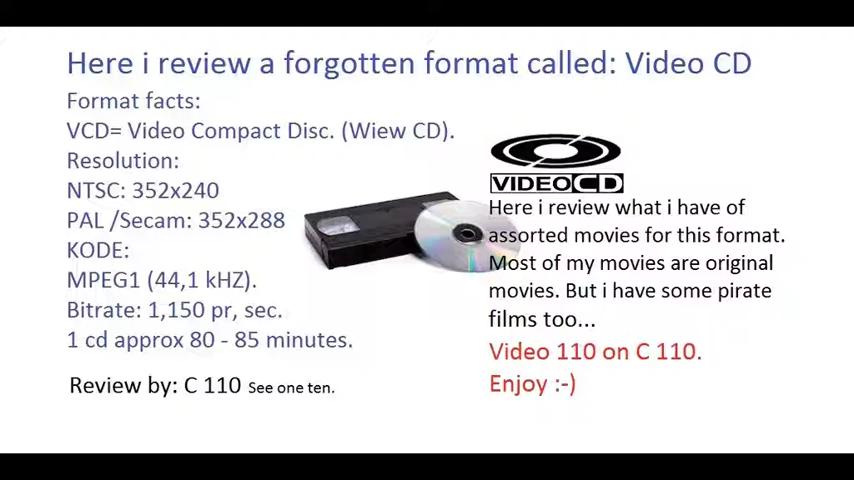 Here i review a forgotten format called: Video CD
Format facts:
VCD= Video Compact Disc. (Wiew CD).
Resolution:
NTSC: 352x240
PAL /Secam: 352x288
KODE:
MPEG1 (44,1 kHZ).
Bitrate: 1,150 pr, sec.
1 cd approx 80 - 85 minutes.
Review by: C 110 See one ten.
VIDEO CD
Here i review what i have of
assorted movies for this format.
Most of my movies are original
movies. But i have some pirate
films too...
Video 110 on C 110.
Enjoy :-)